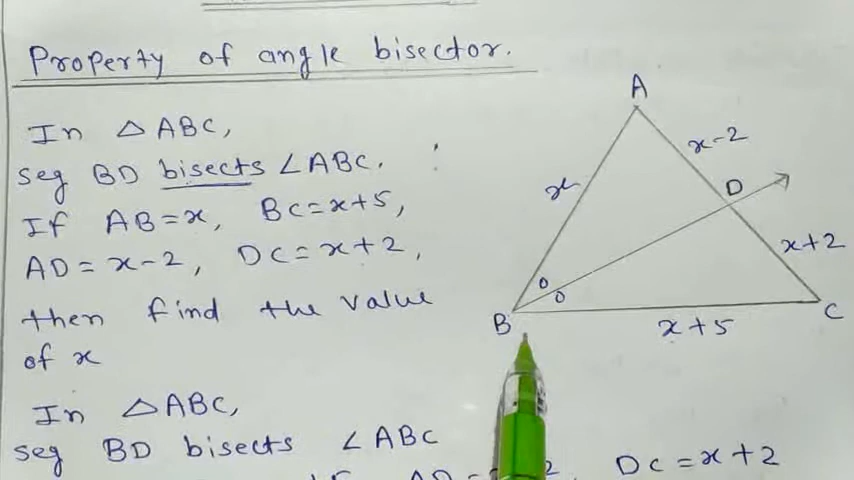 Property of angle bisector.
In △ABC,
seg BD bisects ∠ABC.
If AB=x, BC=x+5,
AD=x-2, DC=x+2,
then find the value
of x
A
x-2
x
D
x+2
o
o
B
x+5
C
In △ABC,
seg BD bisects ∠ABC
DC=x+2